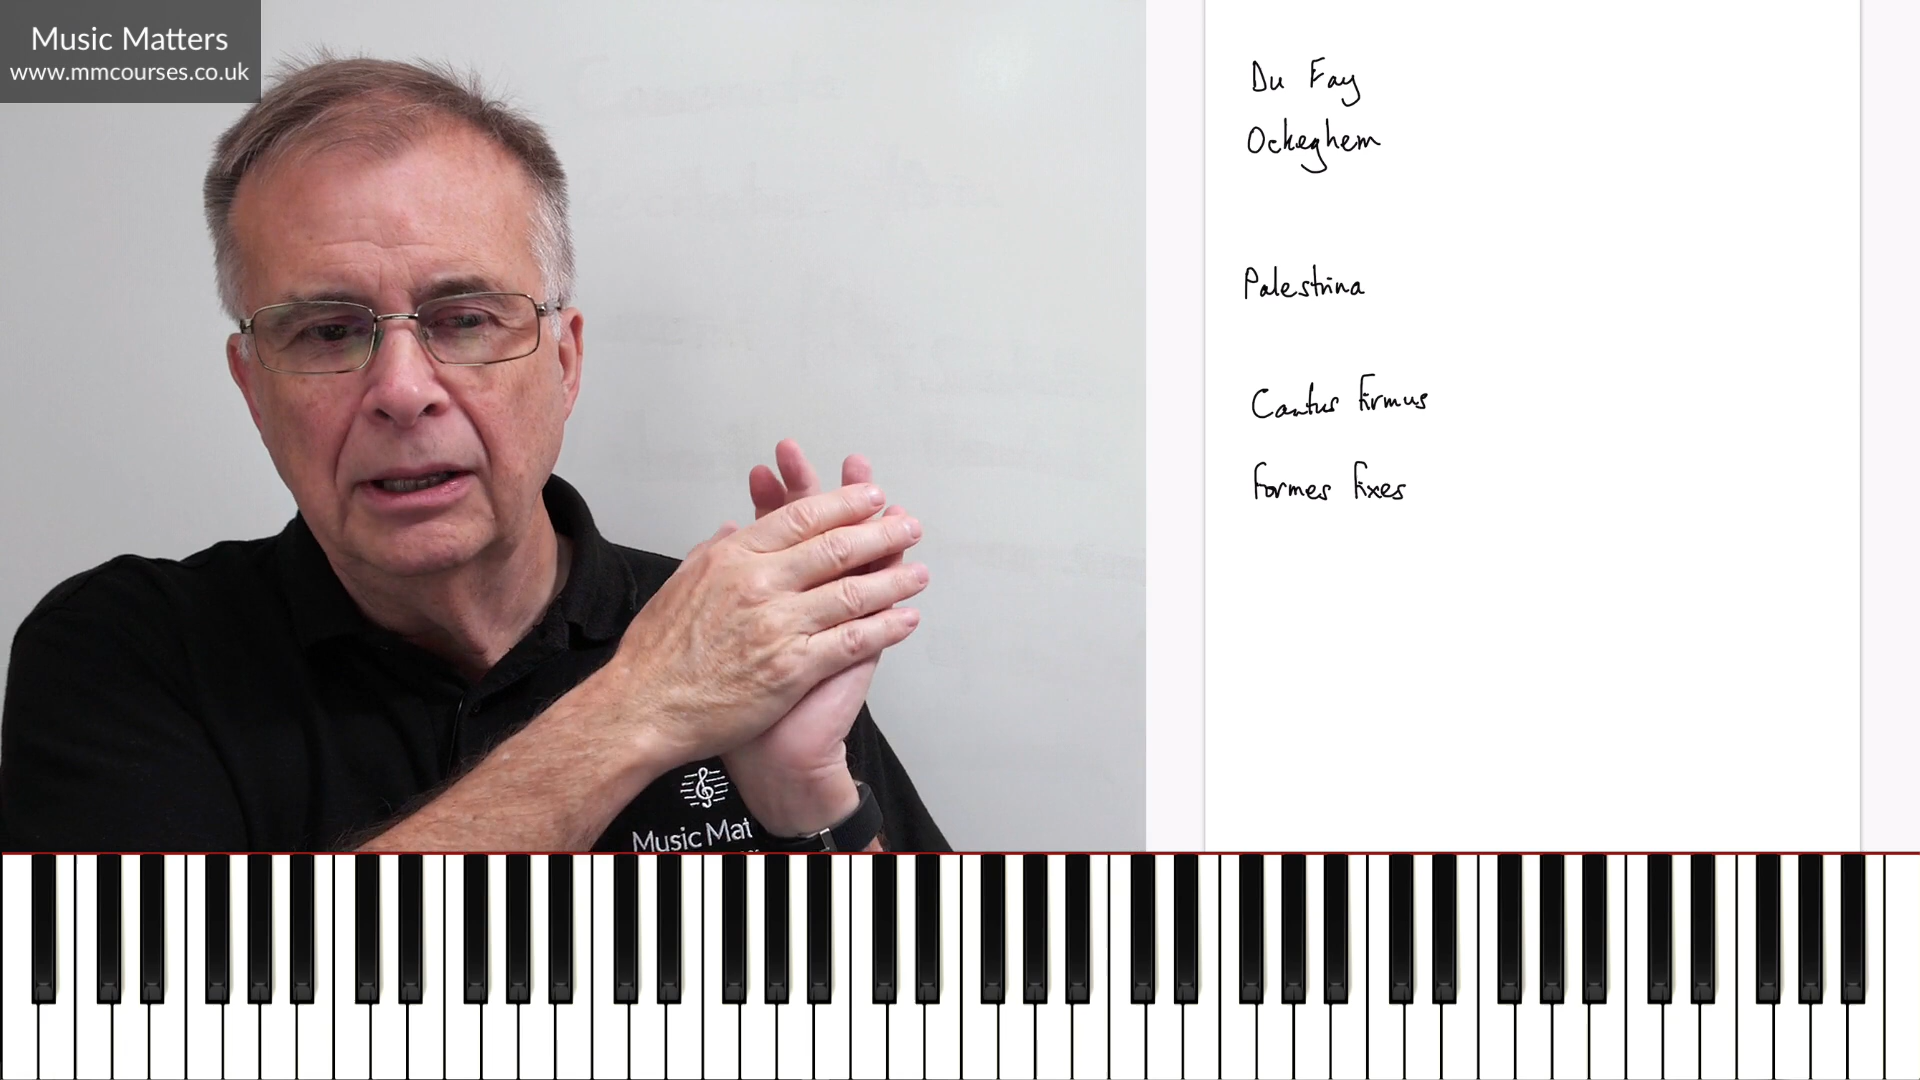 Music Matters
www.mmcourses.co.uk
Du Fay
Ockeghem
Palestrina
Cantus Firmus
Formes Fixes
Music Mat